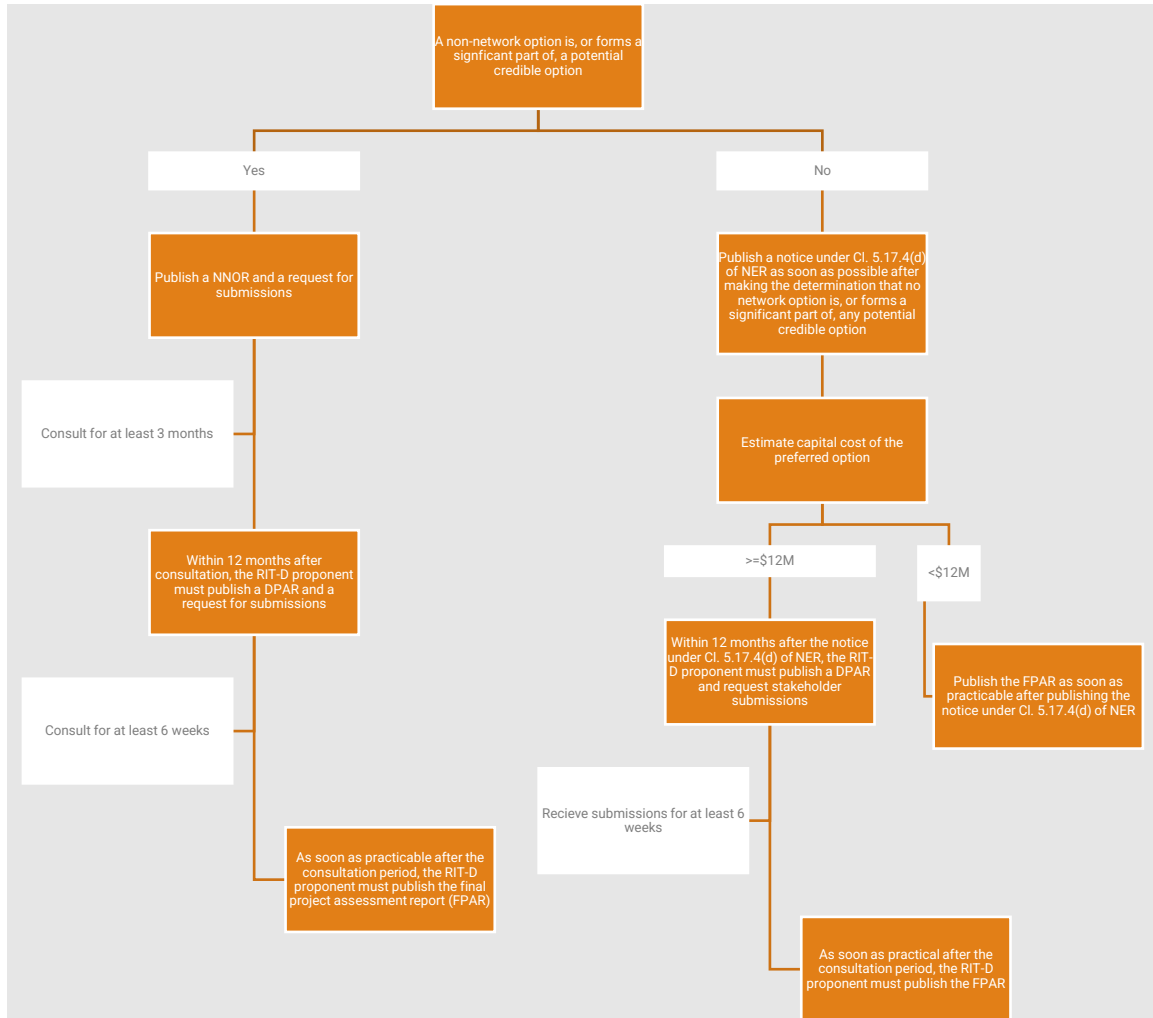 A non-network option is, or forms a
signficant part of, a potential
credible option
Yes
No
Publish a NNOR and a request for
submissions
Publish a notice under Cl. 5.17.4(d)
of NER as soon as possible after
making the determination that no
network option is, or forms a
significant part of, any potential
credible option
Consult for at least 3 months
Estimate capital cost of the
preferred option
Within 12 months after
consultation, the RIT-D proponent
must publish a DPAR and a
request for submissions
>=$12M
<$12M
Within 12 months after the notice
under Cl. 5.17.4(d) of NER, the RIT-
D proponent must publish a DPAR
and request stakeholder
submissions
Publish the FPAR as soon as
practicable after publishing the
notice under Cl. 5.17.4(d) of NER
Consult for at least 6 weeks
Recieve submissions for at least 6
weeks
As soon as practicable after the
consultation period, the RIT-D
proponent must publish the final
project assessment report (FPAR)
As soon as practical after the
consultation period, the RIT-D
proponent must publish the FPAR